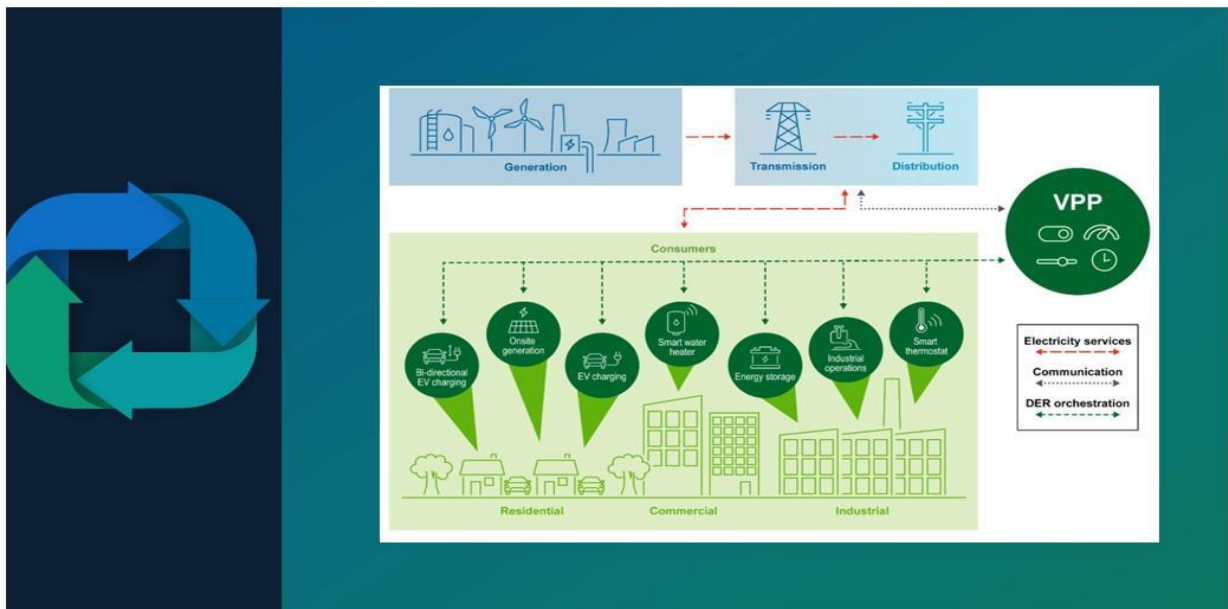 Generation
Transmission
Distribution
VPP
Consumers
Bi-directional
EV charging
Onsite
generation
EV charging
Smart water
heater
Energy storage
Industrial
operations
Smart
thermostat
Residential
Commercial
Industrial
Electricity services
Communication
DER orchestration